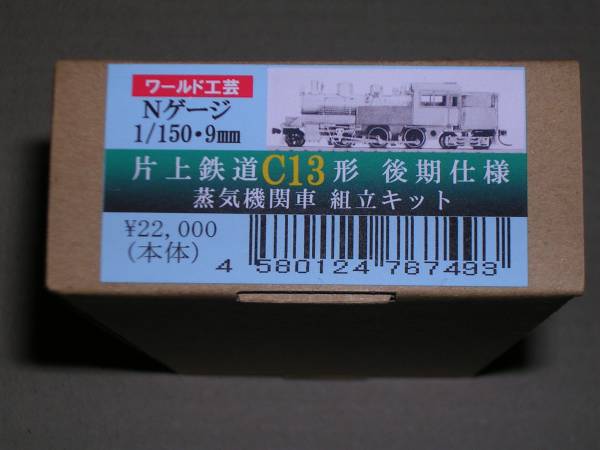 ワールド工芸
Nゲージ
1/150・9mm
片上鉄道C13形 後期仕様
蒸気機関車 組立キット
¥22,000
(本体)
4 580124 767493